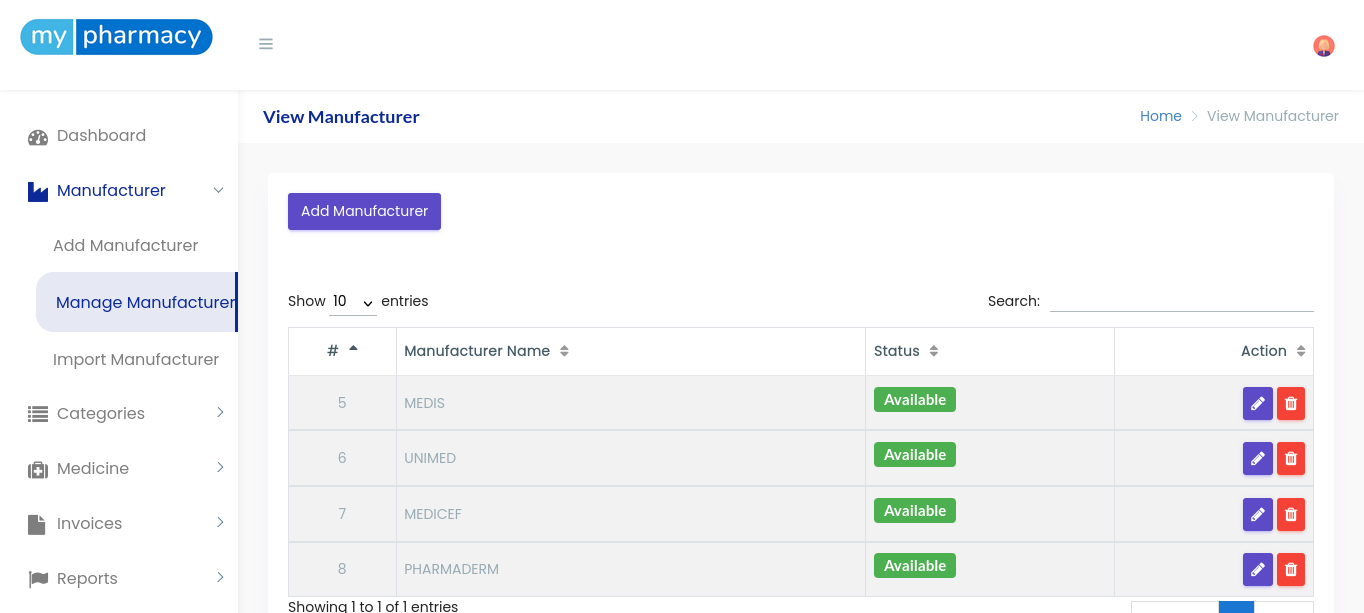 my pharmacy
View Manufacturer
Home > View Manufacturer
Dashboard
Manufacturer
Add Manufacturer
Manage Manufacturer
Import Manufacturer
Categories
Medicine
Invoices
Reports
Add Manufacturer
Show 10 entries
Search:
# Manufacturer Name Status Action
5 MEDIS Available
6 UNIMED Available
7 MEDICEF Available
8 PHARMADERM Available
Showing 1 to 1 of 1 entries